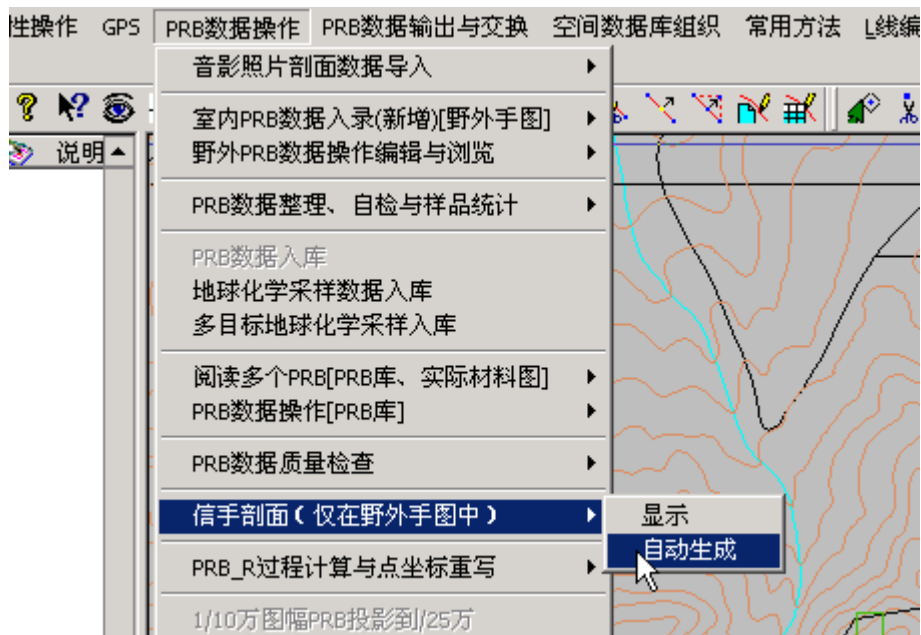 性操作 GPS PRB数据操作 PRB数据输出与交换 空间数据库组织 常用方法 L线编
音影照片剖面数据导入
室内PRB数据入录(新增)[野外手图]
说明
野外PRB数据操作编辑与浏览
PRB数据整理、自检与样品统计
PRB数据入库
地球化学采样数据入库
多目标地球化学采样入库
阅读多个PRB[PRB库、实际材料图]
PRB数据操作[PRB库]
PRB数据质量检查
信手剖面(仅在野外手图中)
显示
自动生成
PRB_R过程计算与点坐标重写
1/10万图幅PRB投影到/25万